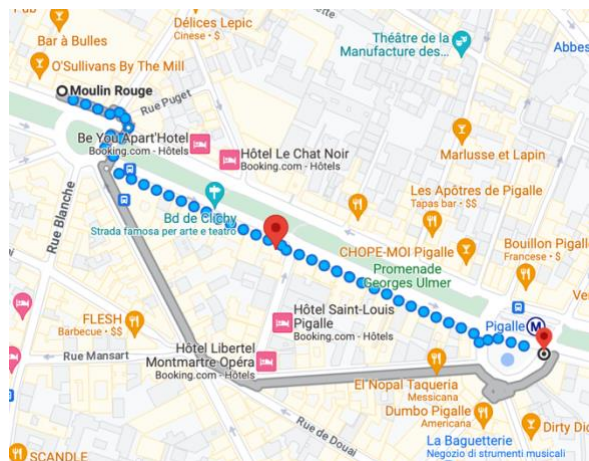 Pub
Bar à Bulles
Délices Lepic
Cinese • $
Théâtre de la
Manufacture des...
Abbes
O'Sullivans By The Mill
Moulin Rouge
Rue Puget
Be You Apart'Hotel
Booking.com - Hôtels
Hôtel Le Chat Noir
Booking.com - Hôtels
Marlusse et Lapin
Rue Blanche
Bd de Clichy
Strada famosa per arte e teatro
Les Apôtres de Pigalle
Tapas bar • $$
CHOPE-MOI Pigalle
Bouillon Pigalle
Francese • $
Promenade
Georges Ulmer
Ve
FLESH
Barbecue • $$
Hôtel Saint-Louis
Pigalle
Booking.com - Hôtels
Pigalle
M
Rue Mansart
Hôtel Libertel
Montmartre Opéra
Booking.com - Hôtels
El Nopal Taqueria
Messicana
Dumbo Pigalle
Americana
Rue de Douai
La Baguetterie
Negozio di strumenti musicali
Dirty Dic
SCANDLE